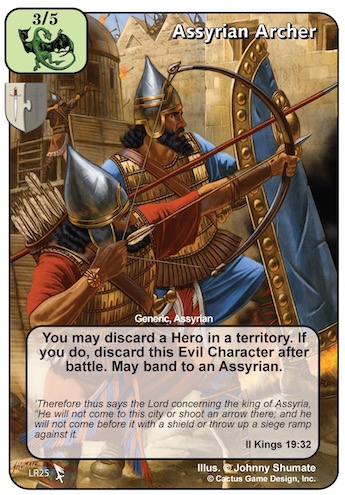 3/5
Assyrian Archer
Generic, Assyrian
You may discard a Hero in a territory. If
you do, discard this Evil Character after
battle. May band to an Assyrian.
'Therefore thus says the Lord concerning the king of Assyria,
"He will not come to this city or shoot an arrow there; and he
will not come before it with a shield or throw up a siege ramp
against it.
II Kings 19:32
Illus. © Johnny Shumate
LR25
© Cactus Game Design, Inc.